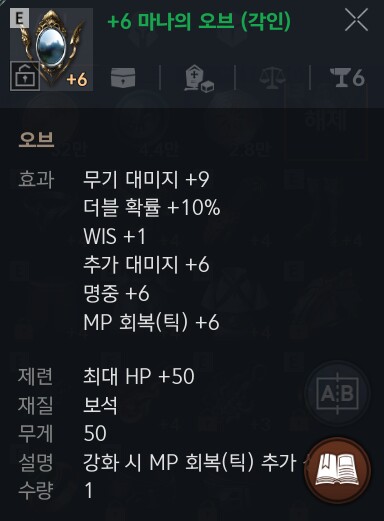 E
+6 마나의 오브 (각인)
+6
6
해제
오브
효과 무기 대미지 +9
더블 확률 +10%
WIS +1
추가 대미지 +6
명중 +6
MP 회복(틱) +6
제련 최대 HP +50
재질 보석
무게 50
A B
설명 강화 시 MP 회복(틱) 추가
수량 1